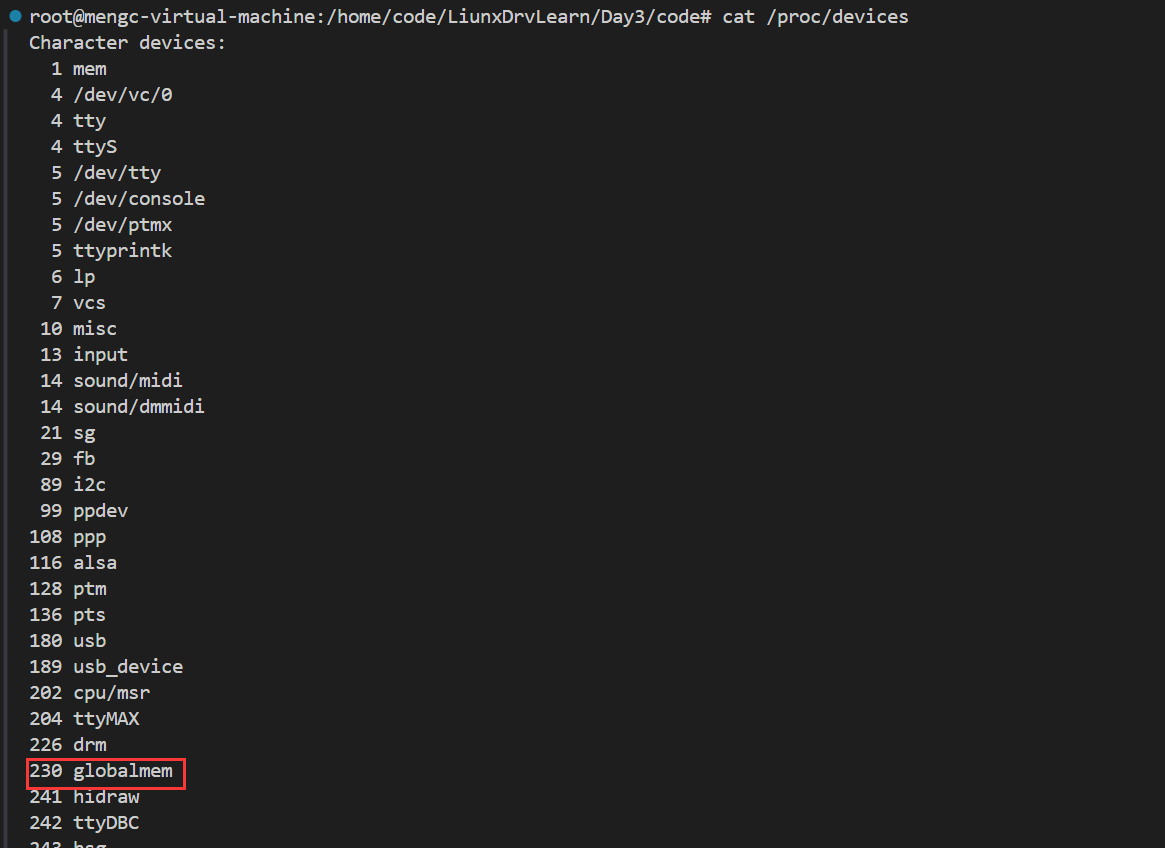 root@mengc-virtual-machine:/home/code/LiunxDrvLearn/Day3/code# cat /proc/devices
Character devices:
1 mem
4 /dev/vc/0
4 tty
4 ttyS
5 /dev/tty
5 /dev/console
5 /dev/ptmx
5 ttyprintk
6 lp
7 vcs
10 misc
13 input
14 sound/midi
14 sound/dmmidi
21 sg
29 fb
89 i2c
99 ppdev
108 ppp
116 alsa
128 ptm
136 pts
180 usb
189 usb_device
202 cpu/msr
204 ttyMAX
226 drm
230 globalmem
241 hidraw
242 ttyDBC